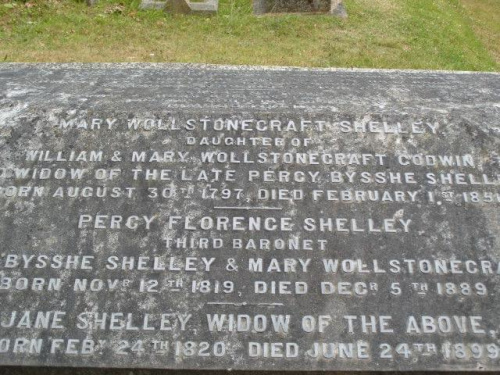 MARY WOLLSTONECRAFT SHELLEY
DAUGHTER OF
WILLIAM & MARY WOLLSTONECRAFT GODWIN
WIDOW OF THE LATE PERCY BYSSHE SHELL
BORN AUGUST 30TH 1797, DIED FEBRUARY 1ST 1851
PERCY FLORENCE SHELLEY
THIRD BARONET
BYSSHE SHELLEY & MARY WOLLSTONECRA
BORN NOVR 12TH 1819, DIED DECR 5TH 1889.
JANE SHELLEY, WIDOW OF THE ABOVE,
BORN FEBY 24TH 1820 DIED JUNE 24TH 1899